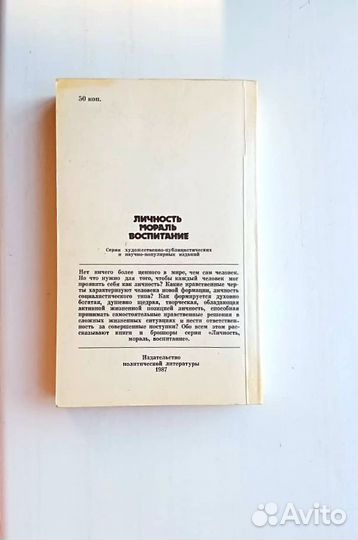 50 коп.
ЛИЧНОСТЬ
МОРАЛЬ
ВОСПИТАНИЕ
Серия художественно-публицистических
и научно-популярных изданий
Нет ничего более ценного в мире, чем сам человек.
Но что нужно для того, чтобы каждый человек мог
проявить себя как личность? Какие нравственные чер-
ты характеризуют человека новой формации, личность
социалистического типа? Как формируется духовно
богатая, душевно щедрая, творческая, обладающая
активной жизненной позицией личность, способная
принимать самостоятельные нравственные решения в
сложных жизненных ситуациях и нести ответствен-
ность за совершенные поступки? Обо всем этом рас-
сказывают книги и брошюры серии «Личность,
мораль, воспитание».
Издательство
политической литературы
1987
Avito